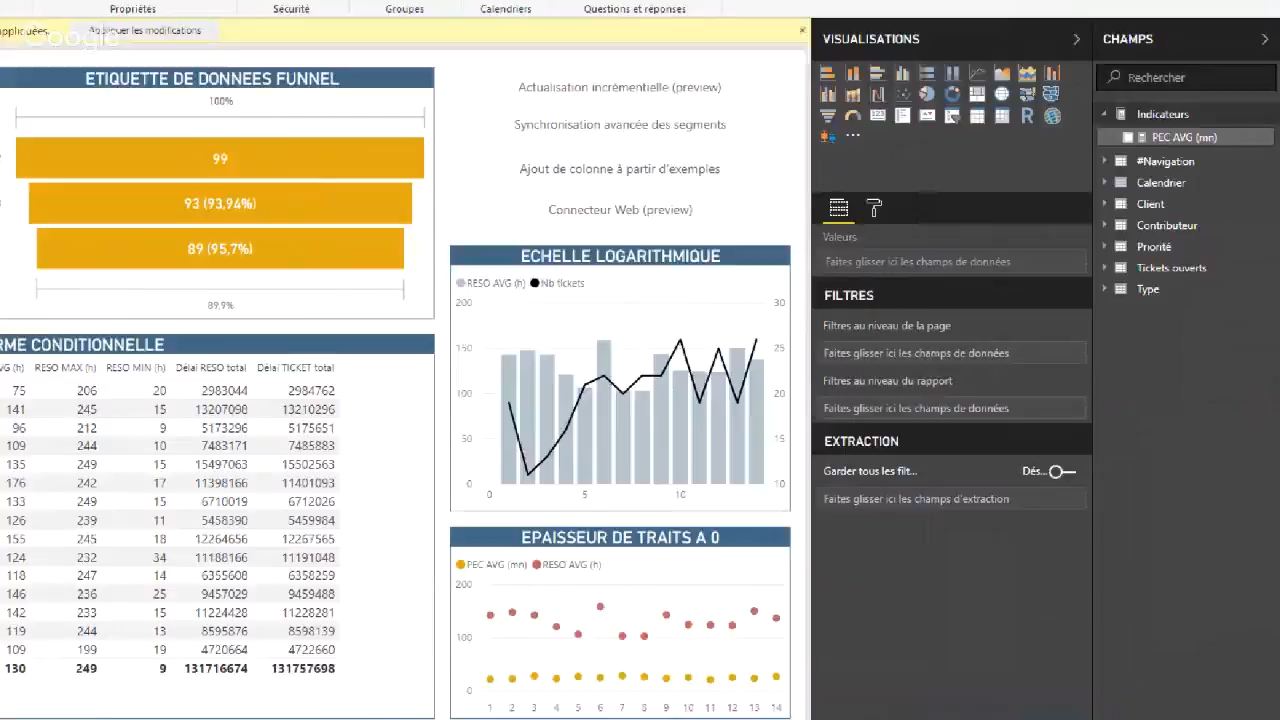 Propriétés
Sécurité
Groupes
Calendriers
Questions et réponses
appliquées.
Appliquer les modifications
Google
ETIQUETTE DE DONNEES FUNNEL
100%
99
93 (93,94%)
89 (95,7%)
89,9%
RME CONDITIONNELLE
VG (h) RESO MAX (h) RESO MIN (h) Délai RESO total Délai TICKET total
75 206 20 2983044 2984762
141 245 15 13207098 13210296
96 212 9 5173296 5175651
109 244 10 7483171 7485883
135 249 15 15497063 15502563
176 242 17 11398166 11401093
133 249 15 6710019 6712026
126 239 11 5458390 5459984
155 245 18 12264656 12267565
124 232 34 11188166 11191048
118 247 14 6355608 6358259
146 236 25 9457029 9459488
142 233 15 11224428 11228281
119 244 13 8595876 8598139
109 199 19 4720664 4722660
130 249 9 131716674 131757698
Actualisation incrémentielle (preview)
Synchronisation avancée des segments
Ajout de colonne à partir d'exemples
Connecteur Web (preview)
ECHELLE LOGARITHMIQUE
RESO AVG (h) Nb tickets
200 30
150 25
100 20
50 15
0 10
0 5 10
EPAISSEUR DE TRAITS A 0
PEC AVG (mn) RESO AVG (h)
200
100
0
1 2 3 4 5 6 7 8 9 10 11 12 13 14
VISUALISATIONS
R
Valeurs
Faites glisser ici les champs de données
FILTRES
Filtres au niveau de la page
Faites glisser ici les champs de données
Filtres au niveau du rapport
Faites glisser ici les champs de données
EXTRACTION
Garder tous les filt... Dés...
Faites glisser ici les champs d'extraction
CHAMPS
Rechercher
Indicateurs
PEC AVG (mn)
#Navigation
Calendrier
Client
Contributeur
Priorité
Tickets ouverts
Type